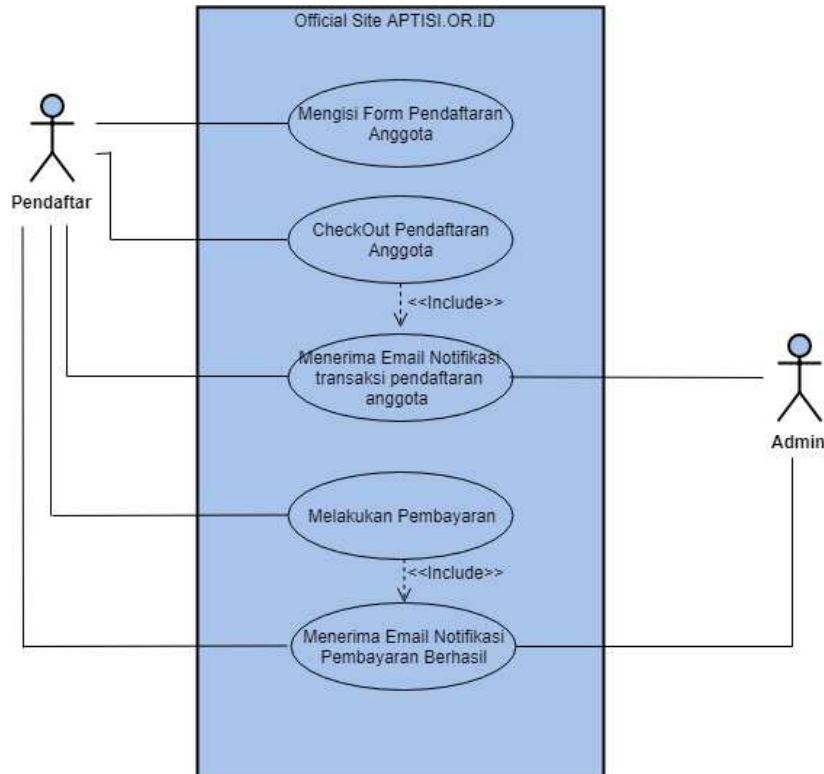 Official Site APTISI.OR.ID
Mengisi Form Pendaftaran
Anggota
Pendaftar
CheckOut Pendaftaran
Anggota
<<Include>>
Menerima Email Notifikasi
transaksi pendaftaran
anggota
Admin
Melakukan Pembayaran
<<Include>>
Menerima Email Notifikasi
Pembayaran Berhasil